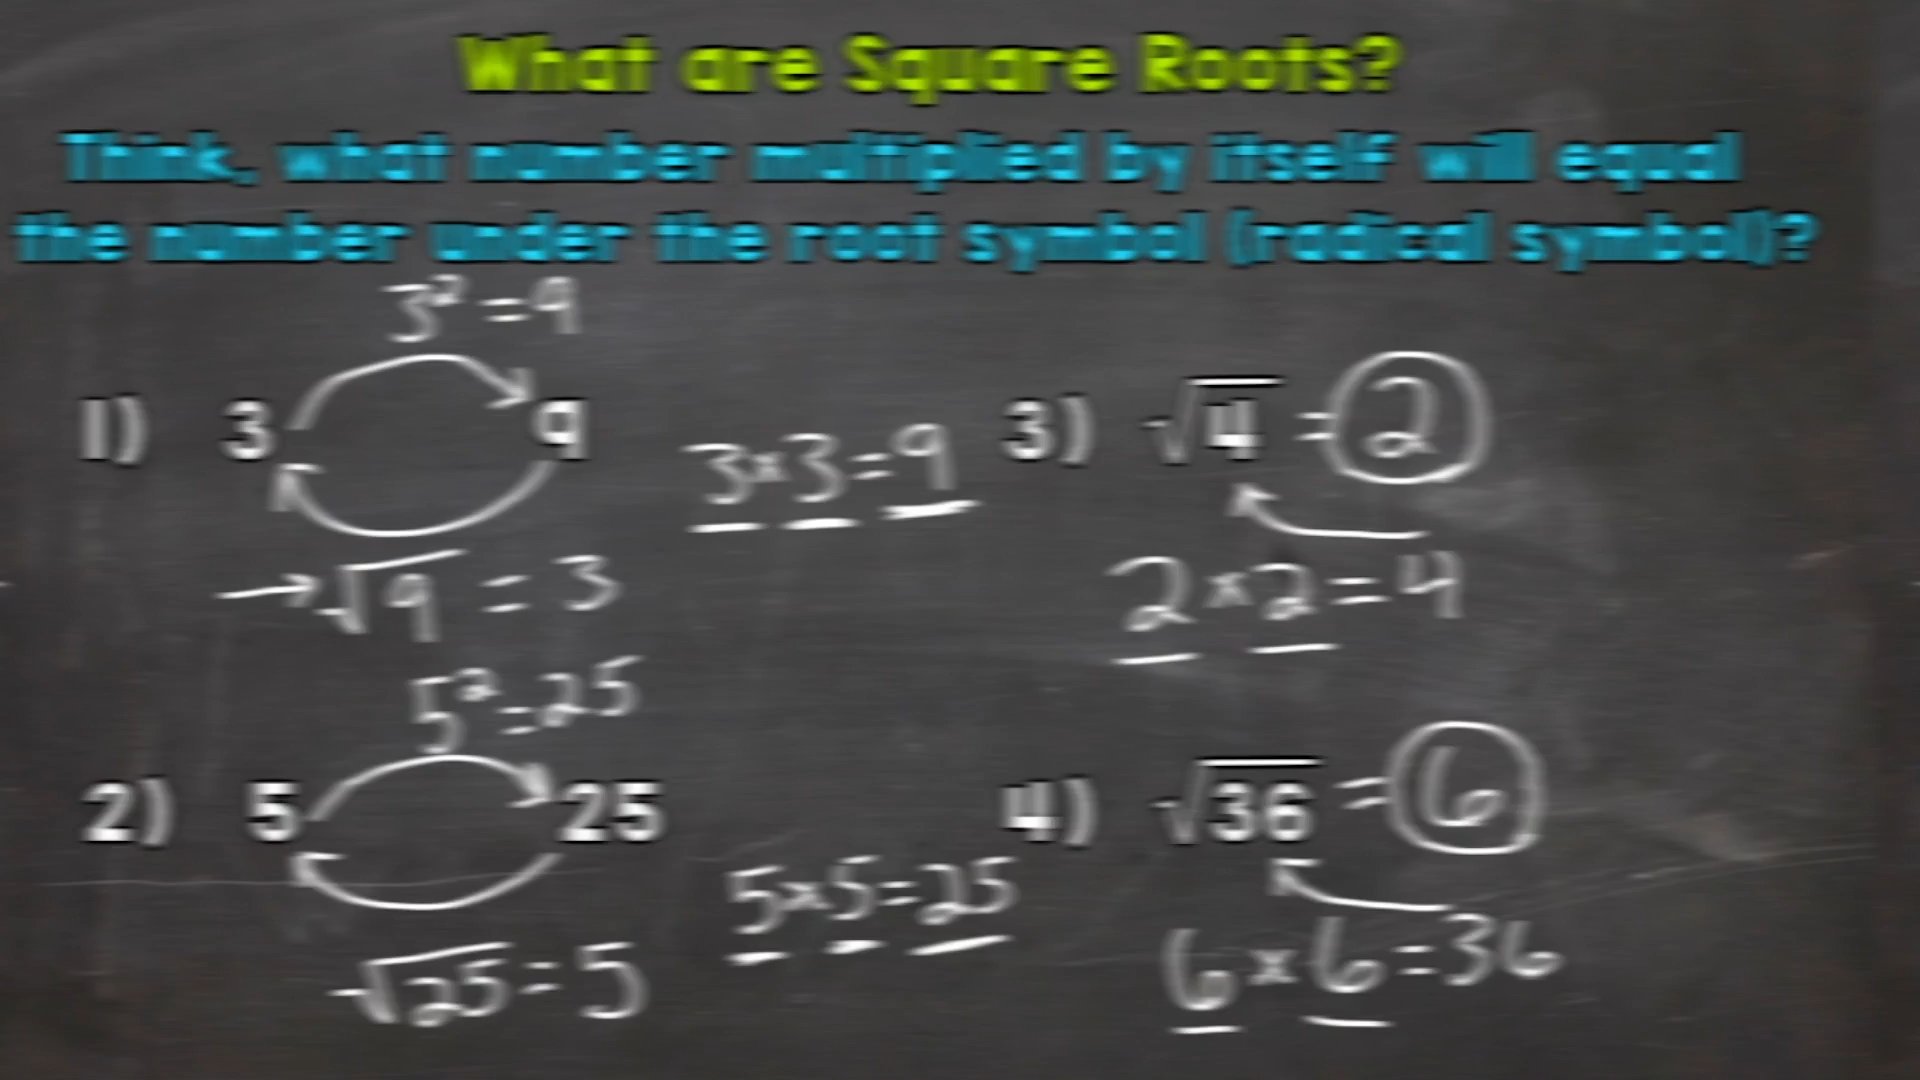 What are Square Roots?
Think, what number multiplied by itself will equal
the number under the root symbol (radical symbol)?
3² = 9
1) 3 9
3×3=9
→ √9 = 3
5² = 25
2) 5 25
5×5=25
√25 = 5
3) √4 = 2
2×2=4
4) √36 = 6
6×6=36